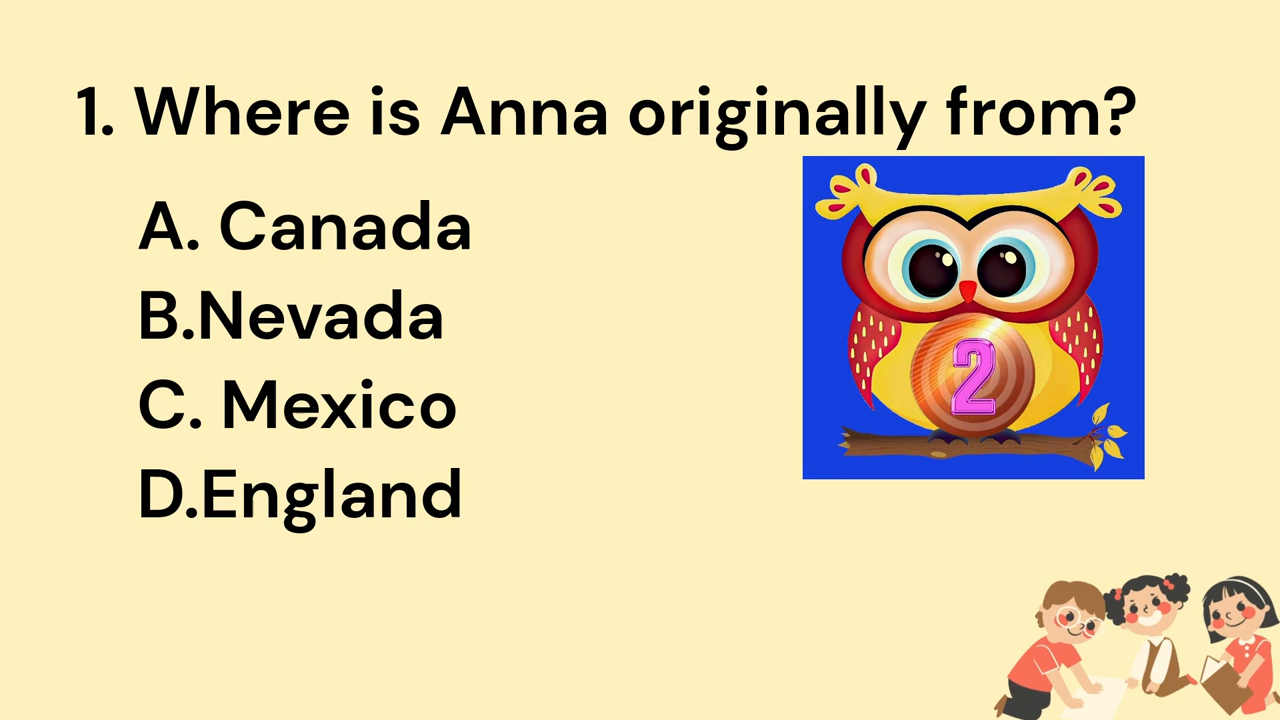 1. Where is Anna originally from?
A. Canada
B.Nevada
C. Mexico
D.England
2